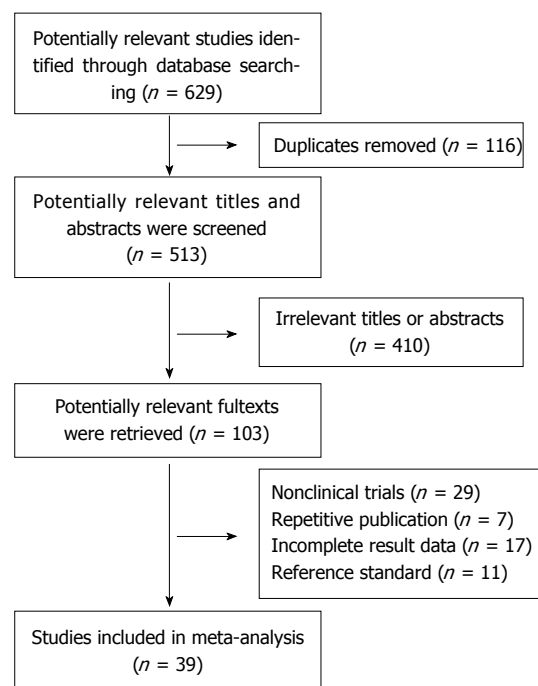 Potentially relevant studies iden-
tified through database search-
ing (n = 629)
Duplicates removed (n = 116)
Potentially relevant titles and
abstracts were screened
(n = 513)
Irrelevant titles or abstracts
(n = 410)
Potentially relevant fultexts
were retrieved (n = 103)
Nonclinical trials (n = 29)
Repetitive publication (n = 7)
Incomplete result data (n = 17)
Reference standard (n = 11)
Studies included in meta-analysis
(n = 39)